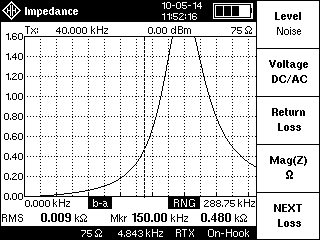 Impedance
10-05-14
11:52:16
Tx: 40.000 kHz 0.00 dBm 75 Ω
1.60
1.40
1.20
1.00
0.80
0.60
0.40
0.20
0.00
0.000 kHz b-a RNG 288.75 kHz
RMS 0.009 kΩ Mkr 150.00 kHz 0.480 kΩ
75 Ω 4.843 kHz RTX On-Hook
Level
Noise
Voltage
DC/AC
Return
Loss
Mag(Z)
Ω
NEXT
Loss